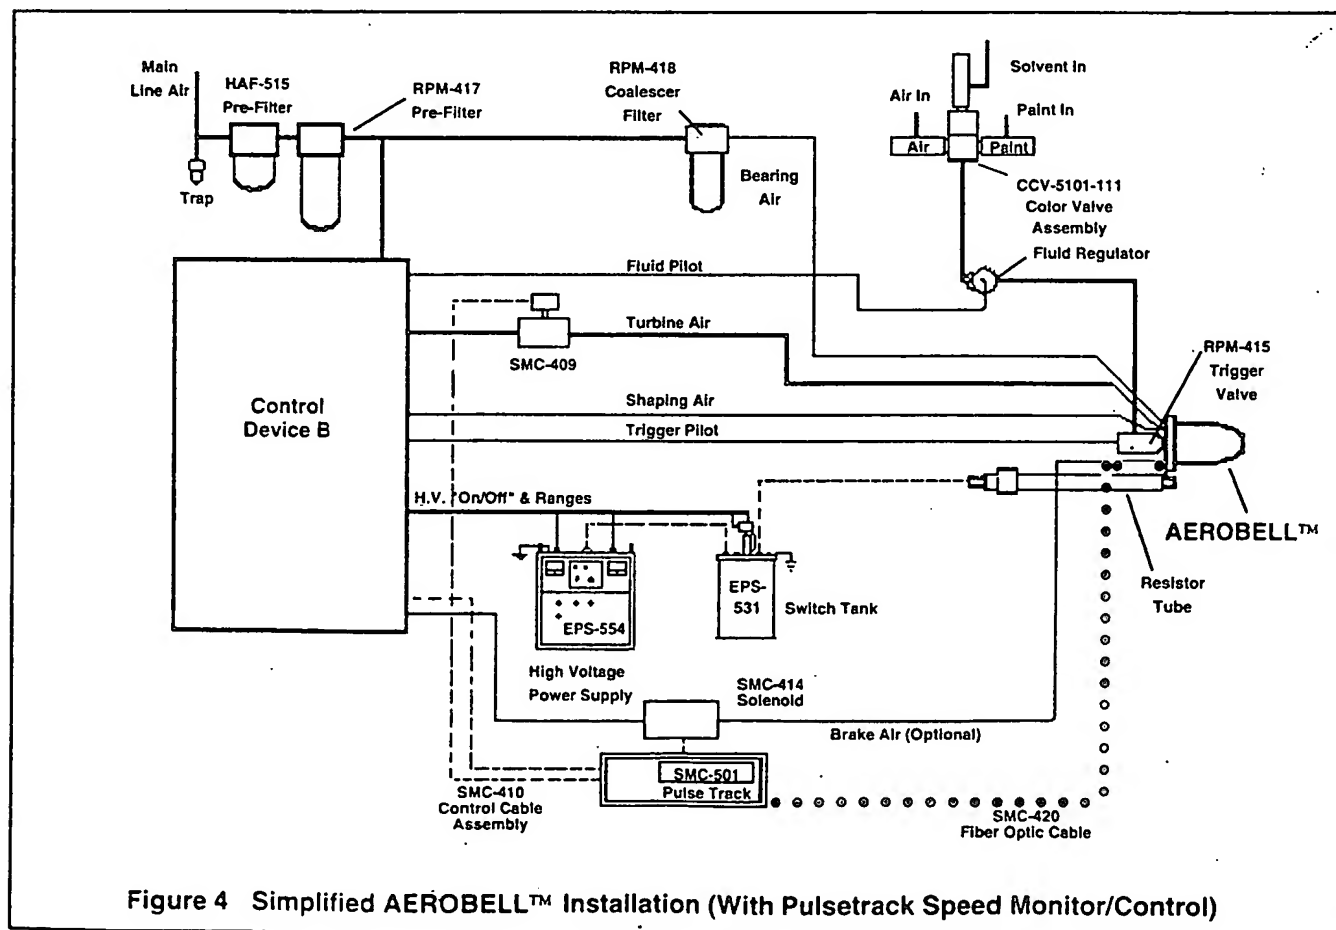 Main
Line Air
HAF-515
Pre-Filter
RPM-417
Pre-Filter
RPM-418
Coalescer
Filter
Solvent In
Air In
Paint In
Air
Paint
Trap
Bearing
Air
CCV-5101-111
Color Valve
Assembly
Fluid Regulator
Fluid Pilot
Turbine Air
SMC-409
RPM-415
Trigger
Valve
Control
Device B
Shaping Air
Trigger Pilot
H.V. "On/Off" & Ranges
AEROBELL™
Resistor
Tube
EPS-554
EPS-
531
Switch Tank
High Voltage
Power Supply
SMC-414
Solenoid
Brake Air (Optional)
SMC-501
Pulse Track
SMC-410
Control Cable
Assembly
SMC-420
Fiber Optic Cable
Figure 4 Simplified AEROBELL™ Installation (With Pulsetrack Speed Monitor/Control)